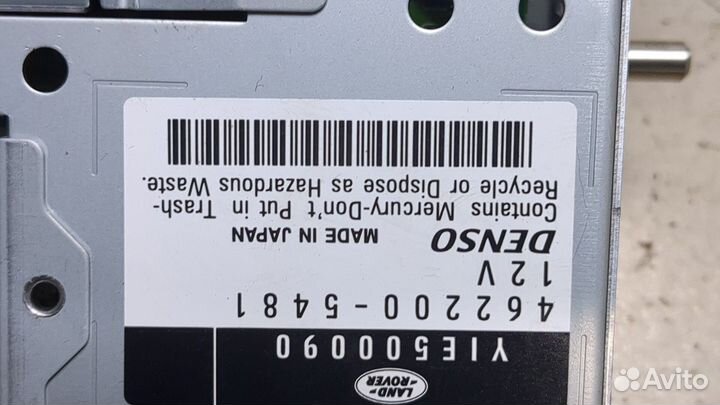 LAND-
ROVER
YIE500090
462200-5481
12V
DENSO MADE IN JAPAN
Contains Mercury-Don't Put in Trash-
Recycle or Dispose as Hazardous Waste.
Avito